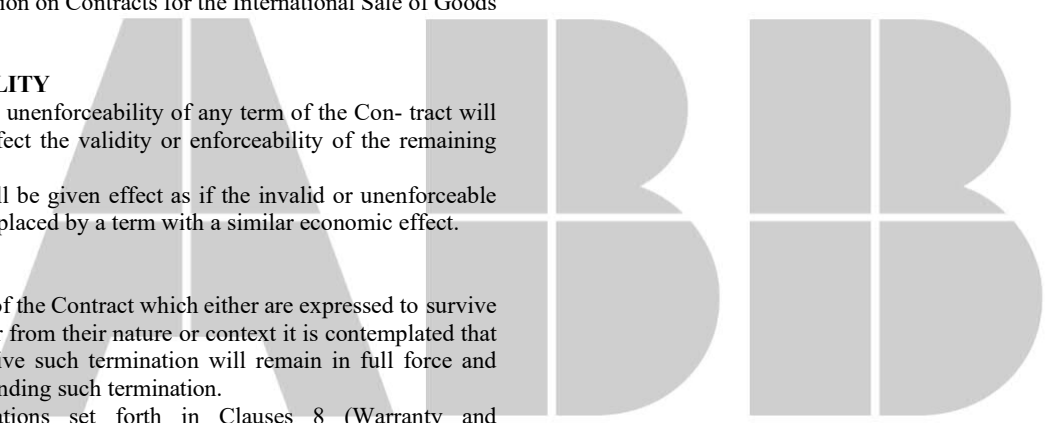 ion on Contracts for the International Sale of Goods
LITY
unenforceability of any term of the Con- tract will
fect the validity or enforceability of the remaining
ll be given effect as if the invalid or unenforceable
placed by a term with a similar economic effect.
of the Contract which either are expressed to survive
r from their nature or context it is contemplated that
ive such termination will remain in full force and
nding such termination.
ations set forth in Clauses 8 (Warranty and
ABB